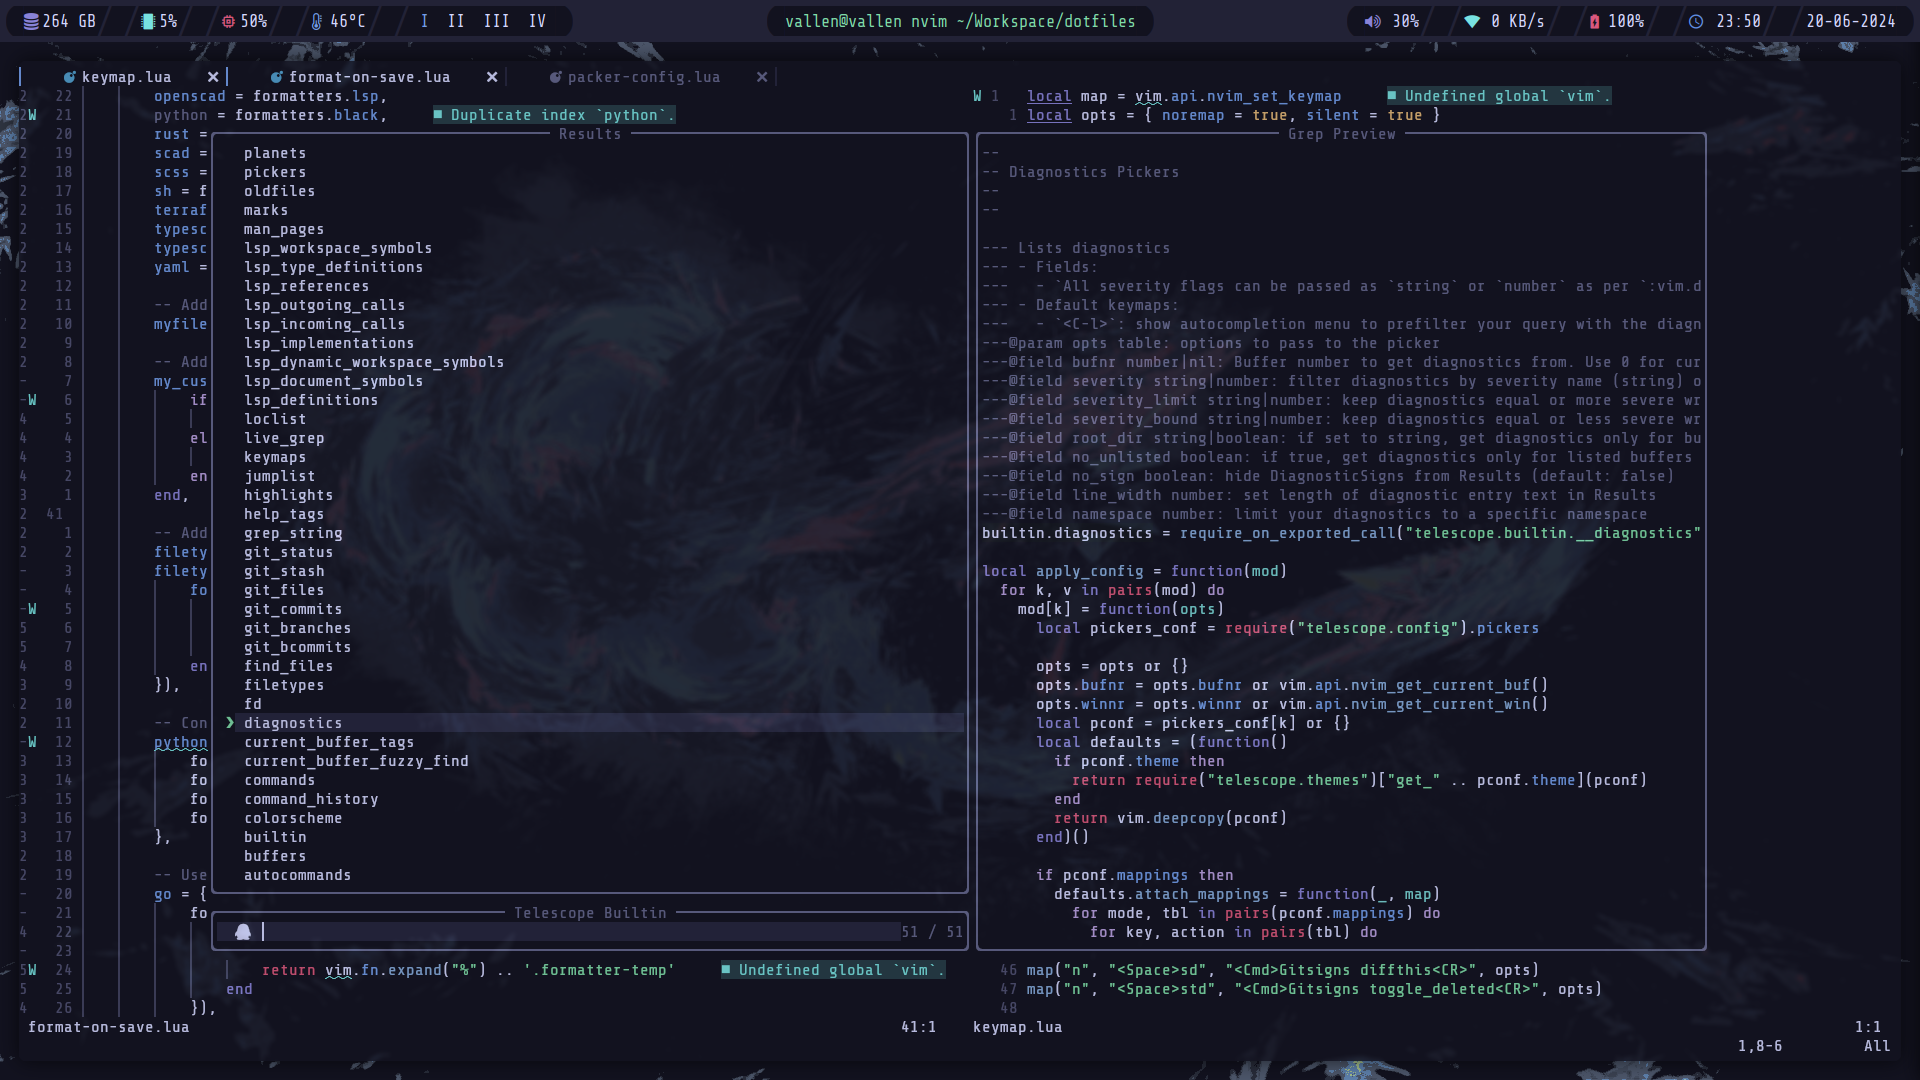 264 GB 5% 50% 46°C I II III IV vallen@vallen nvim ~/Workspace/dotfiles 30% 0 KB/s 100% 23:50 20-06-2024
keymap.lua × format-on-save.lua × packer-config.lua ×
2 22 openscad = formatters.lsp,
2W 21 python = formatters.black, ■ Duplicate index `python`.
2 20 rust =
2 19 scad =
2 18 scss =
2 17 sh = f
2 16 terraf
2 15 typesc
2 14 typesc
2 13 yaml =
2 12
2 11 -- Add
2 10 myfile
2 9
2 8 -- Add
- 7 my_cus
-W 6 if
4 5
4 4 el
4 3
4 2 en
3 1 end,
2 41
2 1 -- Add
2 2 filety
- 3 filety
- 4 fo
-W 5
5 6
5 7
4 8 en
3 9 }),
2 10
2 11 -- Con
-W 12 python
3 13 fo
3 14 fo
3 15 fo
3 16 fo
3 17 },
2 18
2 19 -- Use
- 20 go = {
- 21 fo
4 22
- 23
5W 24 return vim.fn.expand("%") .. '.formatter-temp' ■ Undefined global `vim`.
5 25 end
4 26 }),
format-on-save.lua 41:1
Results
planets
pickers
oldfiles
marks
man_pages
lsp_workspace_symbols
lsp_type_definitions
lsp_references
lsp_outgoing_calls
lsp_incoming_calls
lsp_implementations
lsp_dynamic_workspace_symbols
lsp_document_symbols
lsp_definitions
loclist
live_grep
keymaps
jumplist
highlights
help_tags
grep_string
git_status
git_stash
git_files
git_commits
git_branches
git_bcommits
find_files
filetypes
fd
❯ diagnostics
current_buffer_tags
current_buffer_fuzzy_find
commands
command_history
colorscheme
builtin
buffers
autocommands
Telescope Builtin
51 / 51
W 1 local map = vim.api.nvim_set_keymap ■ Undefined global `vim`.
1 local opts = { noremap = true, silent = true }
Grep Preview
--
-- Diagnostics Pickers
--
--
--- Lists diagnostics
--- - Fields:
--- - `All severity flags can be passed as `string` or `number` as per `:vim.d
--- - Default keymaps:
--- - `<C-l>`: show autocompletion menu to prefilter your query with the diagn
---@param opts table: options to pass to the picker
---@field bufnr number|nil: Buffer number to get diagnostics from. Use 0 for cur
---@field severity string|number: filter diagnostics by severity name (string) o
---@field severity_limit string|number: keep diagnostics equal or more severe wr
---@field severity_bound string|number: keep diagnostics equal or less severe wr
---@field root_dir string|boolean: if set to string, get diagnostics only for bu
---@field no_unlisted boolean: if true, get diagnostics only for listed buffers
---@field no_sign boolean: hide DiagnosticSigns from Results (default: false)
---@field line_width number: set length of diagnostic entry text in Results
---@field namespace number: limit your diagnostics to a specific namespace
builtin.diagnostics = require_on_exported_call("telescope.builtin.__diagnostics"
local apply_config = function(mod)
for k, v in pairs(mod) do
mod[k] = function(opts)
local pickers_conf = require("telescope.config").pickers
opts = opts or {}
opts.bufnr = opts.bufnr or vim.api.nvim_get_current_buf()
opts.winnr = opts.winnr or vim.api.nvim_get_current_win()
local pconf = pickers_conf[k] or {}
local defaults = (function()
if pconf.theme then
return require("telescope.themes")["get_" .. pconf.theme](pconf)
end
return vim.deepcopy(pconf)
end)()
if pconf.mappings then
defaults.attach_mappings = function(_, map)
for mode, tbl in pairs(pconf.mappings) do
for key, action in pairs(tbl) do
46 map("n", "<Space>sd", "<Cmd>Gitsigns diffthis<CR>", opts)
47 map("n", "<Space>std", "<Cmd>Gitsigns toggle_deleted<CR>", opts)
48
keymap.lua 1:1
1,8-6 All